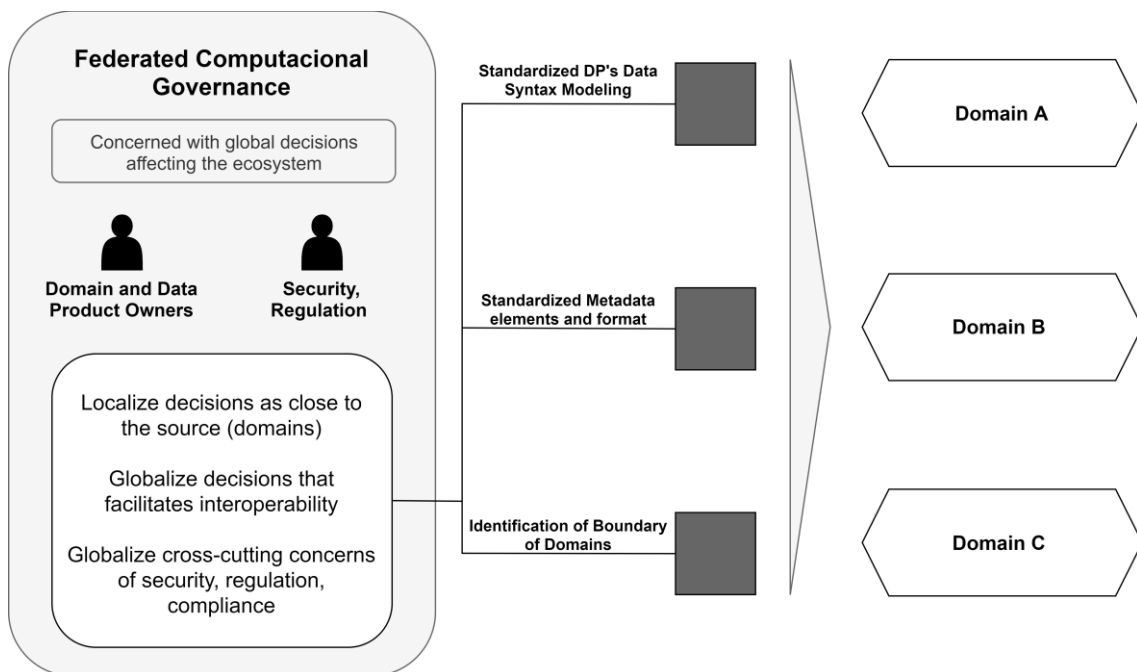 Federated Computacional
Governance
Concerned with global decisions
affecting the ecosystem
Domain and Data
Product Owners
Security,
Regulation
Localize decisions as close to
the source (domains)
Globalize decisions that
facilitates interoperability
Globalize cross-cutting concerns
of security, regulation,
compliance
Standardized DP's Data
Syntax Modeling
Standardized Metadada
elements and format
Identification of Boundary
of Domains
Domain A
Domain B
Domain C